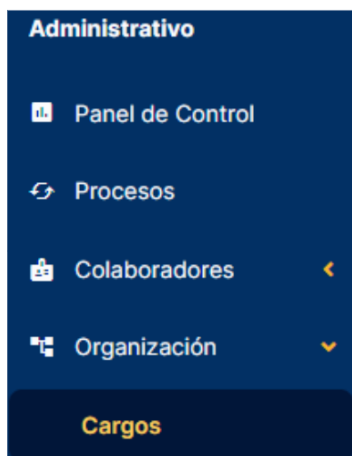 Administrativo
Panel de Control
Procesos
Colaboradores
Organización
Cargos